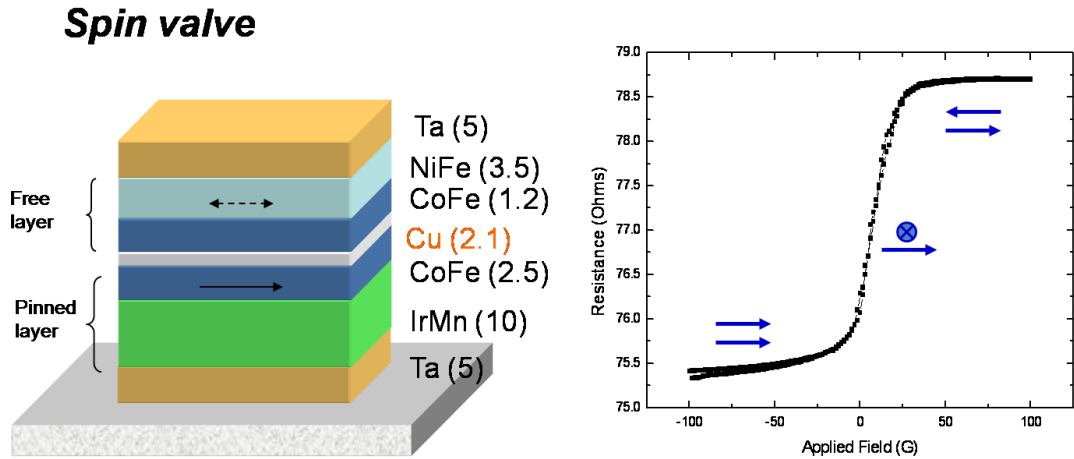 Spin valve
Ta (5)
NiFe (3.5)
CoFe (1.2)
Cu (2.1)
CoFe (2.5)
IrMn (10)
Ta (5)
Free
layer
Pinned
layer
79.0
78.5
78.0
77.5
77.0
76.5
76.0
75.5
75.0
Resistance (Ohms)
-100
-50
0
50
100
Applied Field (G)